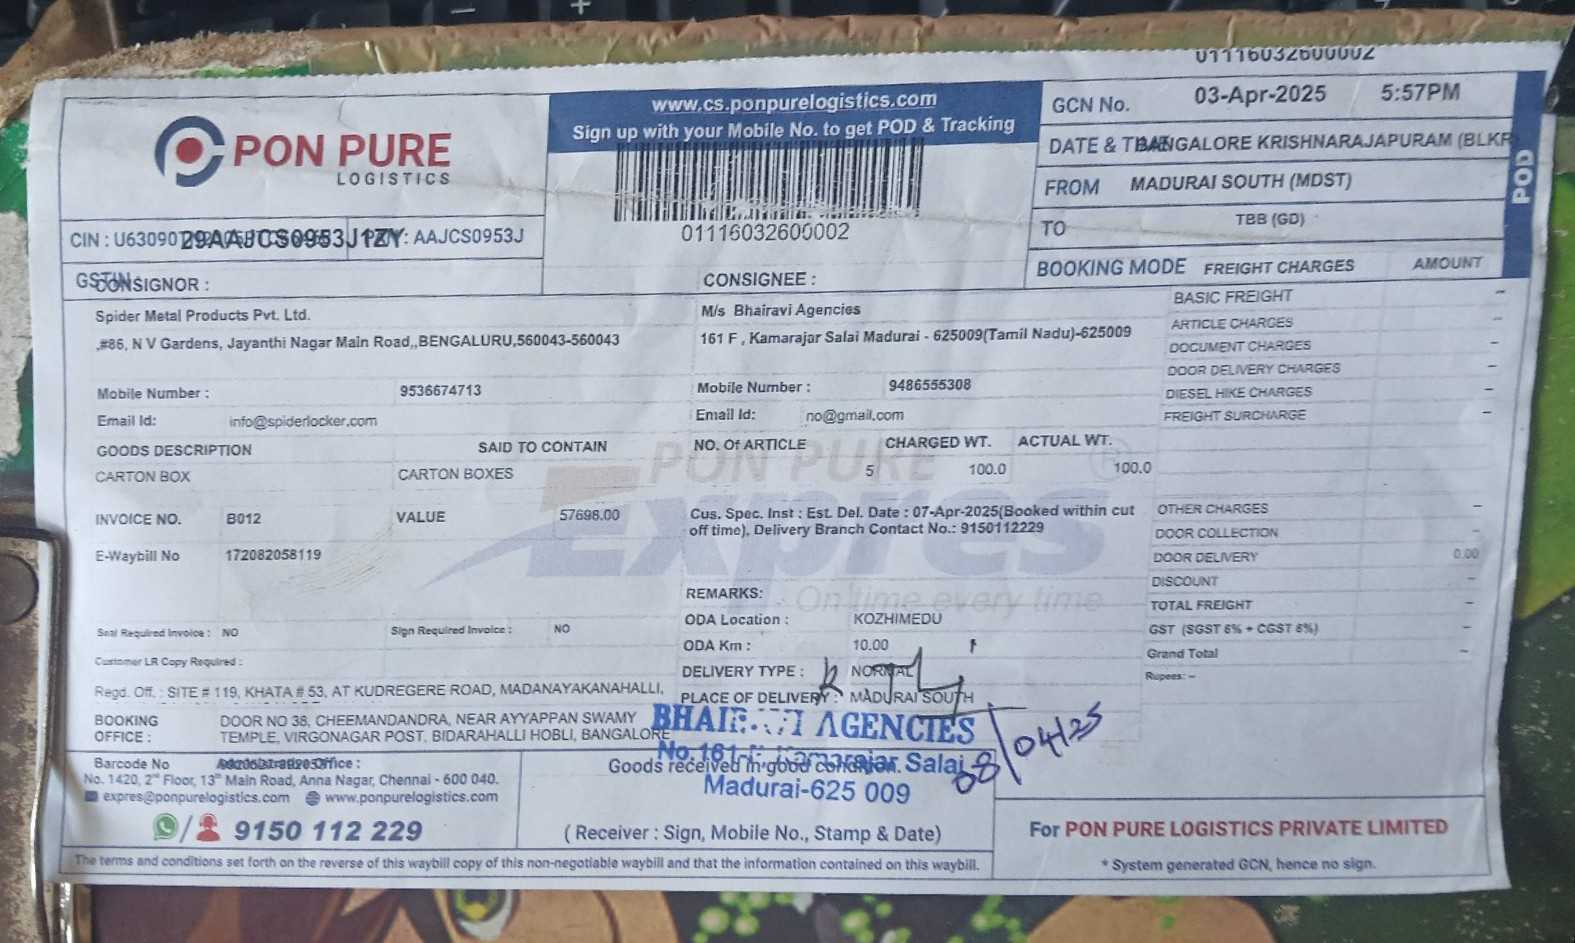 01116032600002
PON PURE
LOGISTICS
www.cs.ponpurelogistics.com
Sign up with your Mobile No. to get POD & Tracking
01116032600002
GCN No. 03-Apr-2025 5:57PM
DATE & BANGALORE KRISHNARAJAPURAM (BLKR
FROM MADURAI SOUTH (MDST)
TO TBB (GD)
BOOKING MODE FREIGHT CHARGES AMOUNT
POD
CIN : U63090 29AAJCS0953J1ZY : AAJCS0953J
GSTIN
CONSIGNOR :
Spider Metal Products Pvt. Ltd.
,#86, N V Gardens, Jayanthi Nagar Main Road,,BENGALURU,560043-560043
Mobile Number : 9536674713
Email Id: info@spiderlocker.com
CONSIGNEE :
M/s Bhairavi Agencies
161 F , Kamarajar Salai Madurai - 625009(Tamil Nadu)-625009
Mobile Number : 9486555308
Email Id: no@gmail.com
BASIC FREIGHT -
ARTICLE CHARGES -
DOCUMENT CHARGES -
DOOR DELIVERY CHARGES -
DIESEL HIKE CHARGES -
FREIGHT SURCHARGE -
GOODS DESCRIPTION SAID TO CONTAIN NO. Of ARTICLE CHARGED WT. ACTUAL WT.
CARTON BOX CARTON BOXES 5 100.0 100.0
PON PURE
Expres
On time every time
INVOICE NO. B012 VALUE 57698.00
E-Waybill No 172082058119
Cus. Spec. Inst : Est. Del. Date : 07-Apr-2025(Booked within cut
off time), Delivery Branch Contact No.: 9150112229
OTHER CHARGES -
DOOR COLLECTION -
DOOR DELIVERY 0.00
DISCOUNT -
TOTAL FREIGHT -
GST (SGST 6% + CGST 6%) -
Grand Total -
Rupees: -
REMARKS:
ODA Location : KOZHIMEDU
ODA Km : 10.00
DELIVERY TYPE : NORMAL
PLACE OF DELIVERY : MADURAI SOUTH
Seal Required Invoice : NO Sign Required Invoice : NO
Customer LR Copy Required :
Regd. Off. : SITE # 119, KHATA # 53, AT KUDREGERE ROAD, MADANAYAKANAHALLI,
BOOKING OFFICE : DOOR NO 36, CHEEMANDANDRA, NEAR AYYAPPAN SWAMY
TEMPLE, VIRGONAGAR POST, BIDARAHALLI HOBLI, BANGALORE
BHAIRAVI AGENCIES
No.161-F, Kamarajar Salai
Madurai-625 009
08/04/25
Barcode No Office :
No. 1420, 2nd Floor, 13th Main Road, Anna Nagar, Chennai - 600 040.
expres@ponpurelogistics.com www.ponpurelogistics.com
9150 112 229
Goods received in good condition.
( Receiver : Sign, Mobile No., Stamp & Date)
For PON PURE LOGISTICS PRIVATE LIMITED
* System generated GCN, hence no sign.
The terms and conditions set forth on the reverse of this waybill copy of this non-negotiable waybill and that the information contained on this waybill.